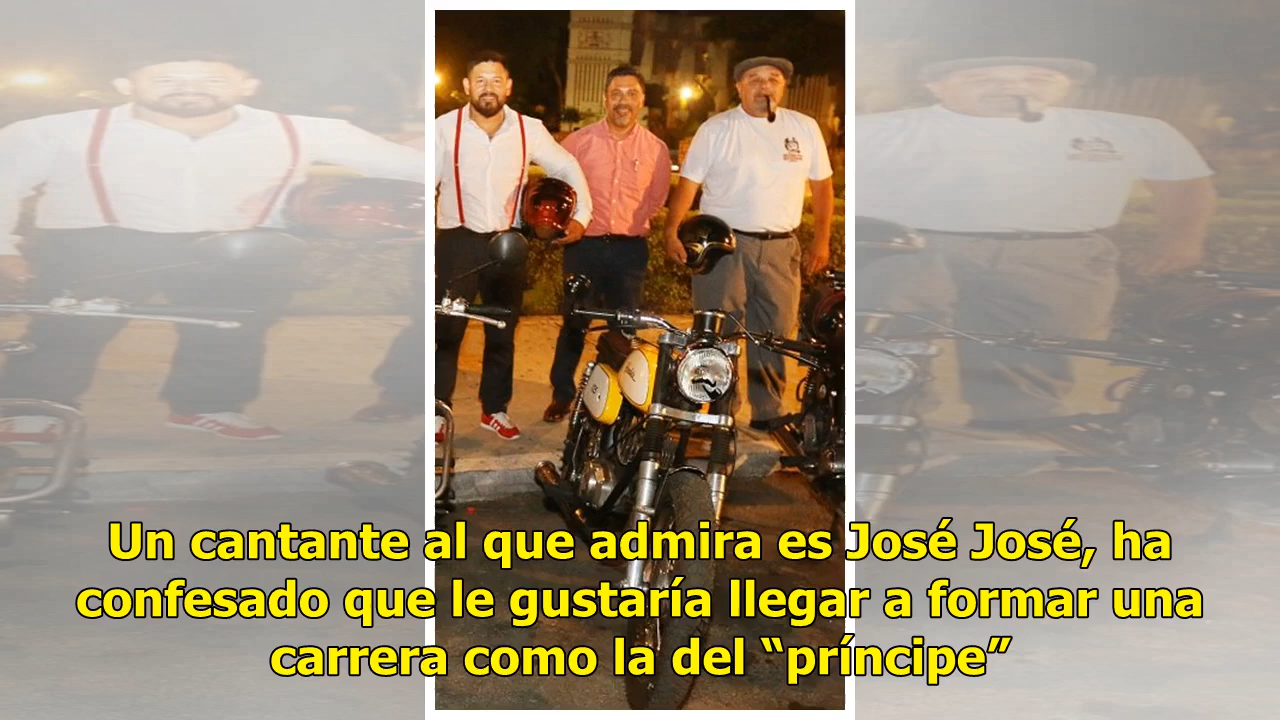 Un cantante al que admira es José José, ha
confesado que le gustaría llegar a formar una
carrera como la del “príncipe”